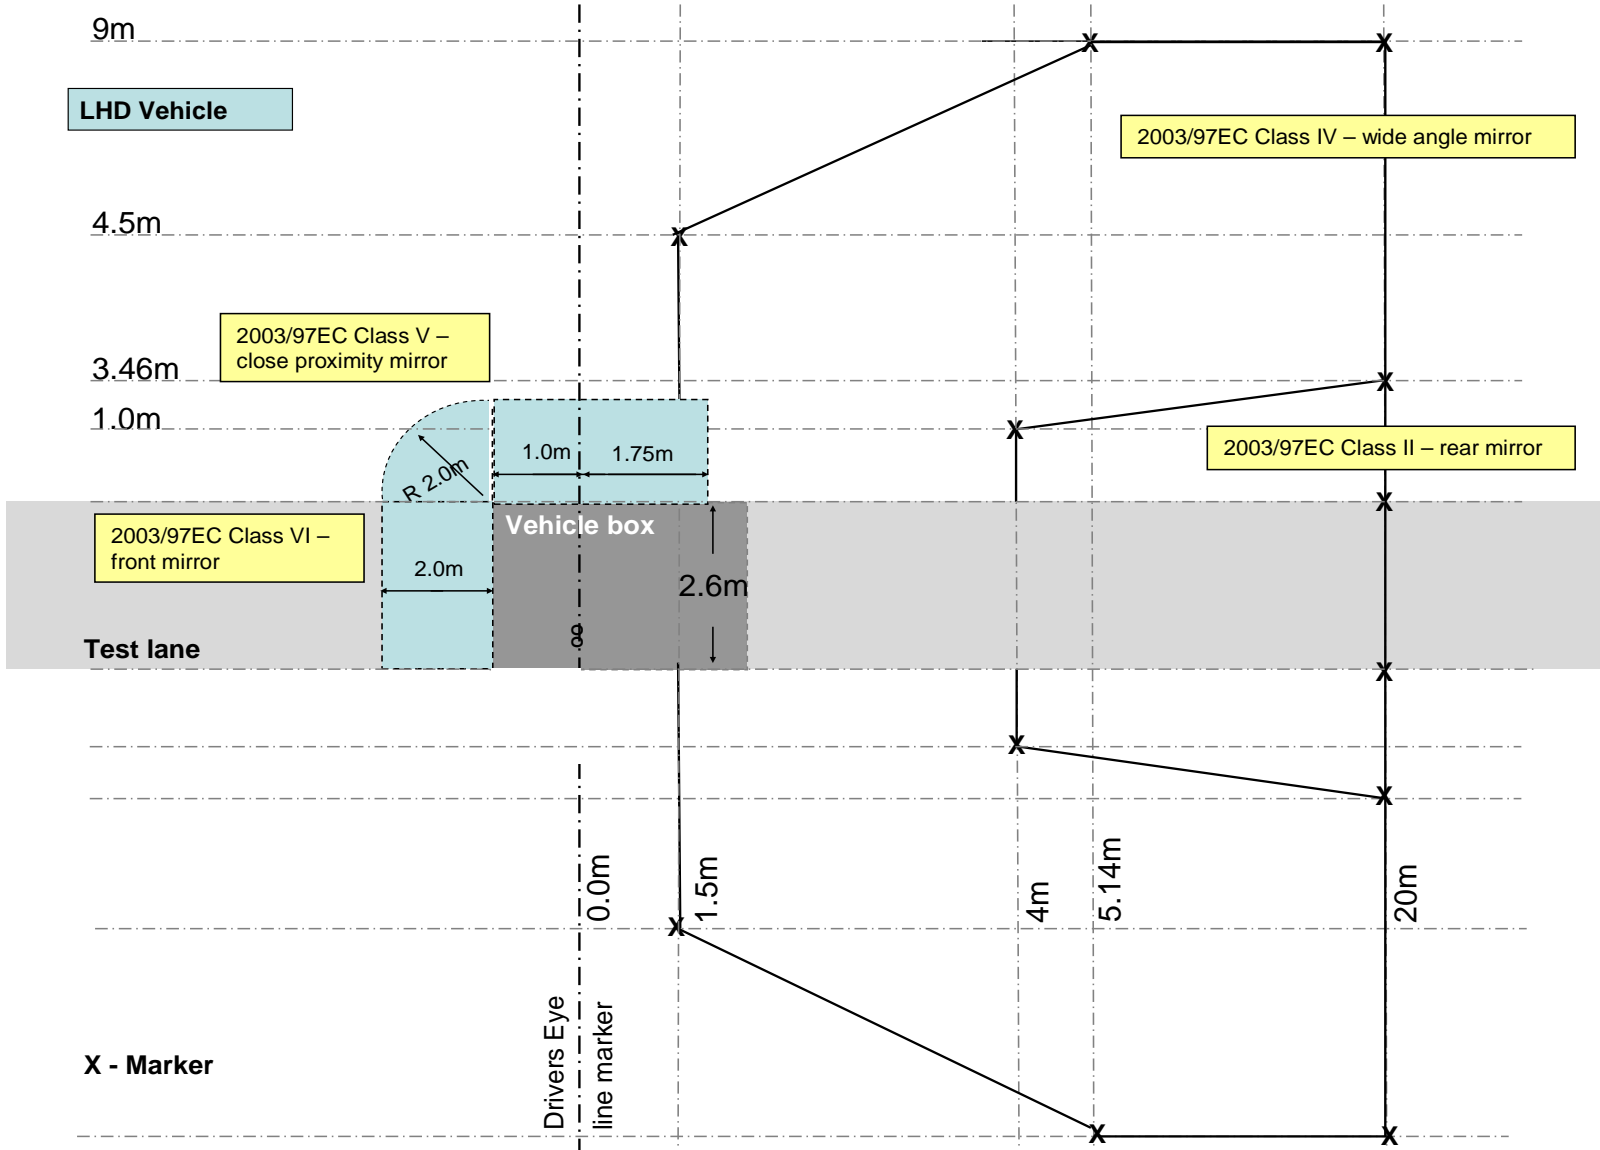 9m
LHD Vehicle
2003/97EC Class IV – wide angle mirror
4.5m
2003/97EC Class V –
close proximity mirror
3.46m
1.0m
1.0m
1.75m
2003/97EC Class II – rear mirror
R 2.0m
Vehicle box
2003/97EC Class VI –
front mirror
2.0m
2.6m
Test lane
0.0m
1.5m
4m
5.14m
20m
Drivers Eye
line marker
X - Marker